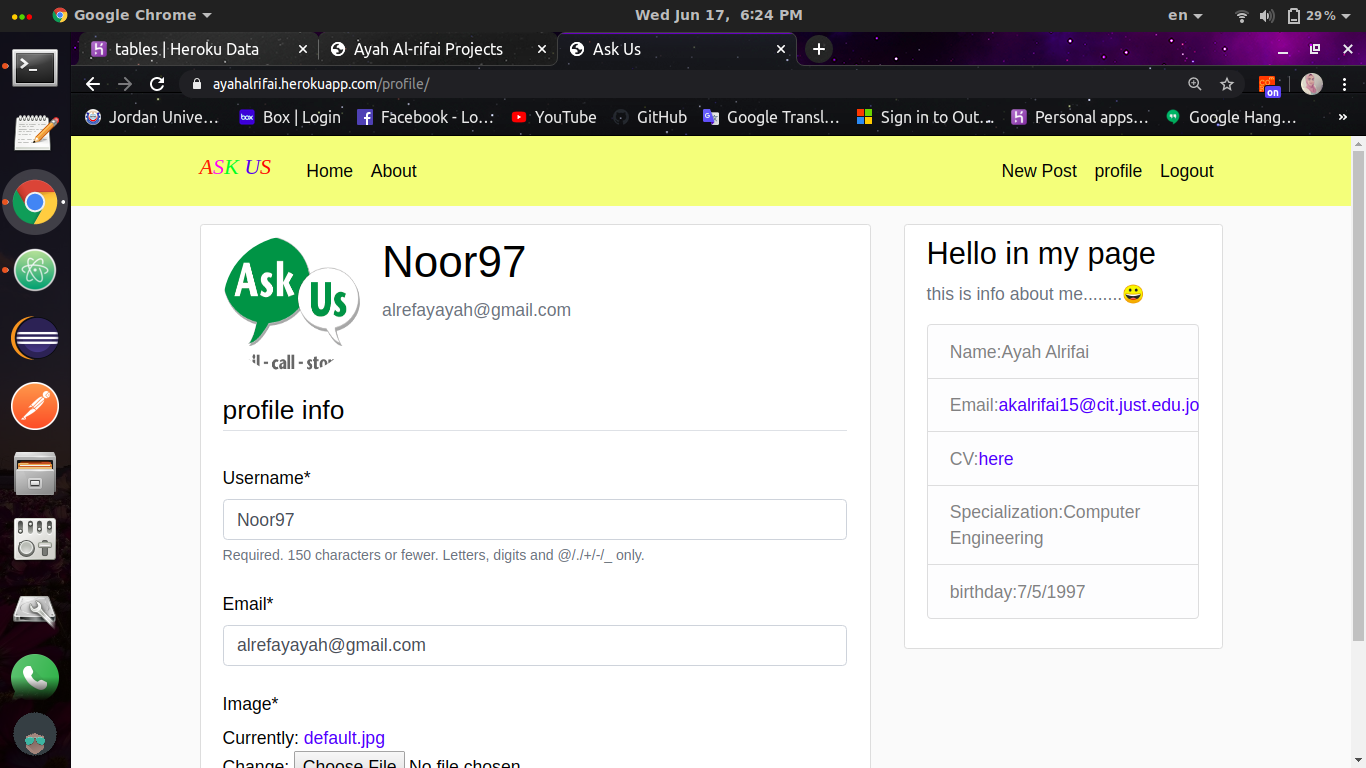 Google Chrome
Wed Jun 17, 6:24 PM
en
29%
tables | Heroku Data
Ayah Al-rifai Projects
Ask Us
ayahalrifai.herokuapp.com/profile/
on
Jordan Unive…
box
Box | Login
Facebook - Lo…
YouTube
GitHub
Google Transl…
Sign in to Out…
Personal apps…
Google Hang…
»
ASK US
Home
About
New Post
profile
Logout
Ask Us
ll - call - stor
Noor97
alrefayayah@gmail.com
profile info
Username*
Noor97
Required. 150 characters or fewer. Letters, digits and @/./+/-/_ only.
Email*
alrefayayah@gmail.com
Image*
Currently: default.jpg
Change: Choose File No file chosen
Hello in my page
this is info about me........😀
Name:Ayah Alrifai
Email:akalrifai15@cit.just.edu.jo
CV:here
Specialization:Computer
Engineering
birthday:7/5/1997